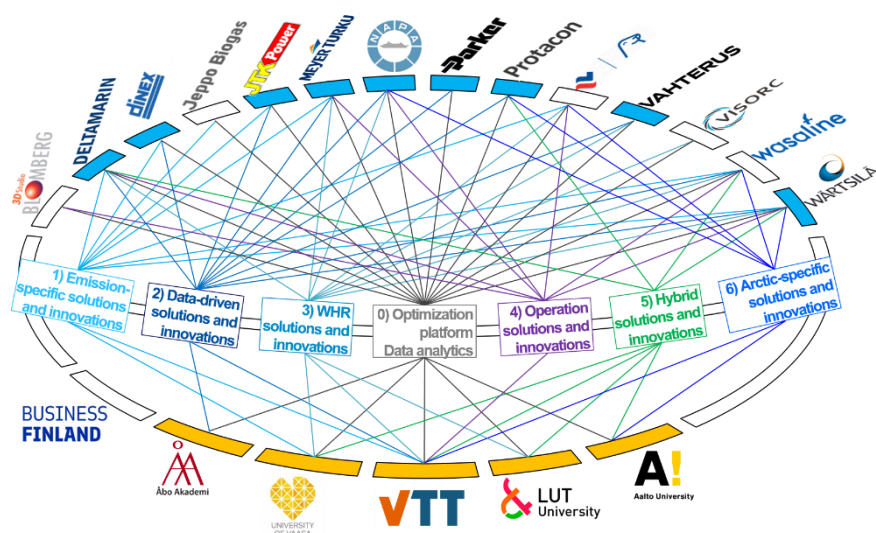 3D Studio
BLOMBERG
DELTAMARIN
dinex
Jeppo Biogas
JTK Power
MEYER TURKU
NAPA
Parker
Protacon
VAHTERUS
VISORC
wasaline
WÄRTSILÄ
1) Emission-
specific solutions
and innovations
2) Data-driven
solutions and
innovations
3) WHR
solutions and
innovations
0) Optimization
platform
Data analytics
4) Operation
solutions and
innovations
5) Hybrid
solutions and
innovations
6) Arctic-specific
solutions and
innovations
BUSINESS
FINLAND
Åbo Akademi
UNIVERSITY
OF VAASA
VTT
LUT
University
A!
Aalto University